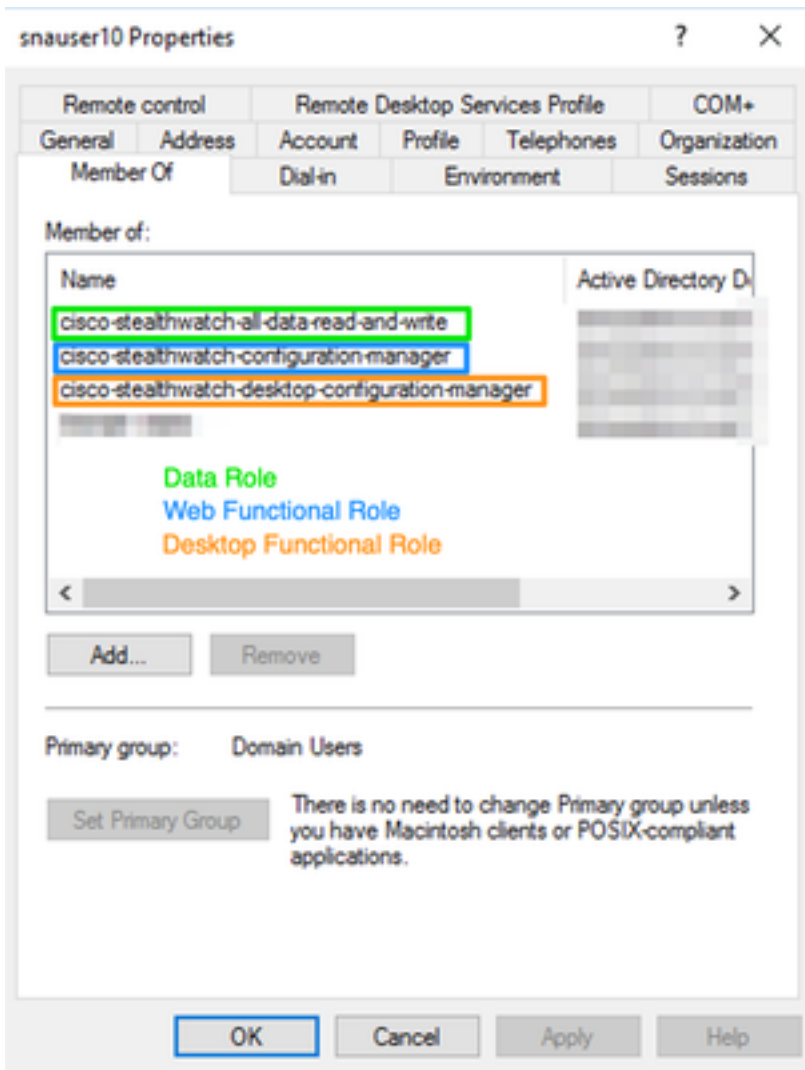 snauser10 Properties ? ×
Remote control Remote Desktop Services Profile COM+
General Address Account Profile Telephones Organization
Member Of Dial-in Environment Sessions
Member of:
Name Active Directory D
cisco-stealthwatch-all-data-read-and-write
cisco-stealthwatch-configuration-manager
cisco-stealthwatch-desktop-configuration-manager
Data Role
Web Functional Role
Desktop Functional Role
Add... Remove
Primary group: Domain Users
Set Primary Group
There is no need to change Primary group unless
you have Macintosh clients or POSIX-compliant
applications.
OK Cancel Apply Help